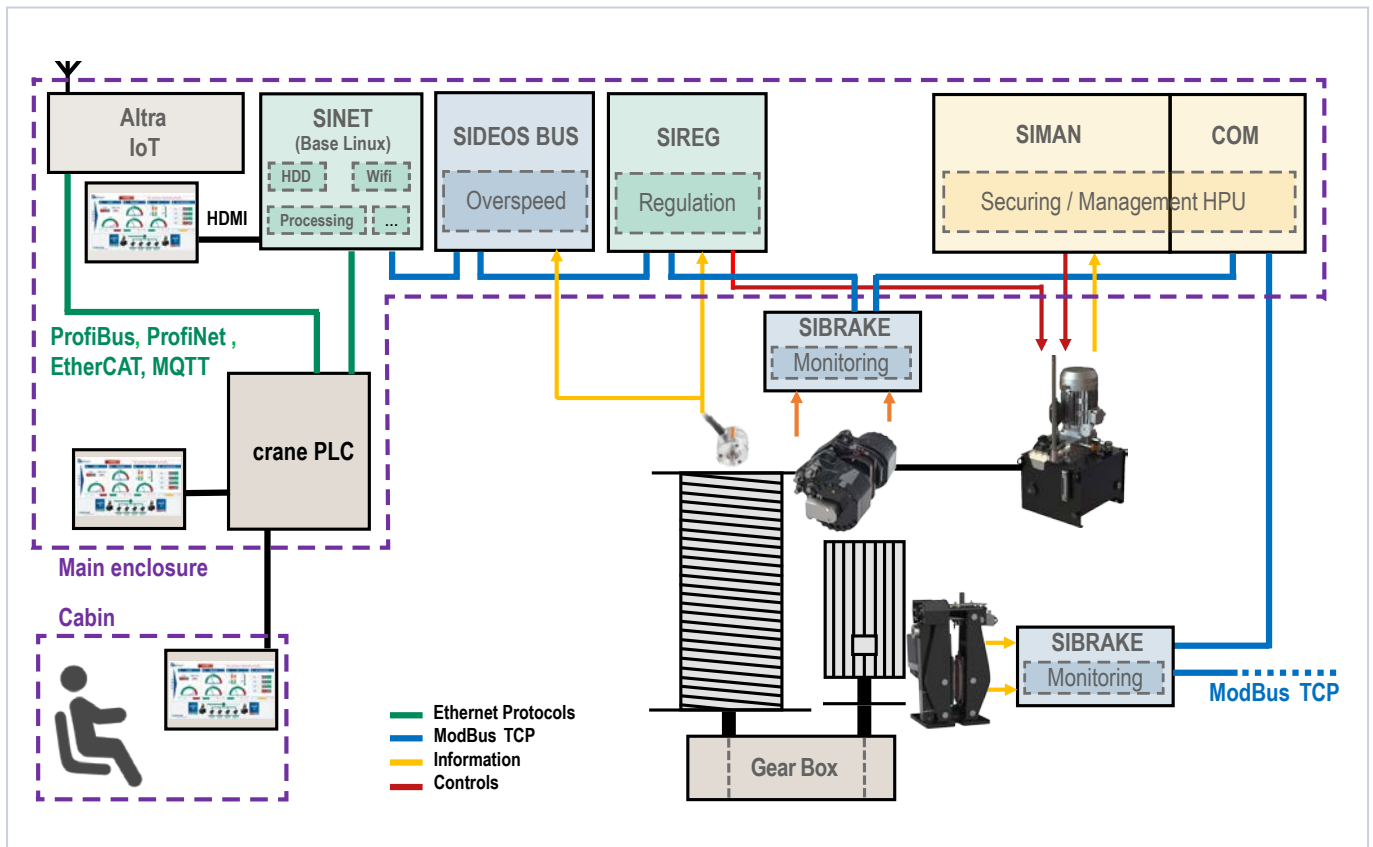 Altra
IoT
SINET
(Base Linux)
HDD
Wifi
Processing
...
SIDEOS BUS
Overspeed
SIREG
Regulation
SIMAN
COM
Securing / Management HPU
HDMI
SIBRAKE
Monitoring
ProfiBus, ProfiNet ,
EtherCAT, MQTT
crane PLC
Main enclosure
Cabin
SIBRAKE
Monitoring
ModBus TCP
Ethernet Protocols
ModBus TCP
Information
Controls
Gear Box